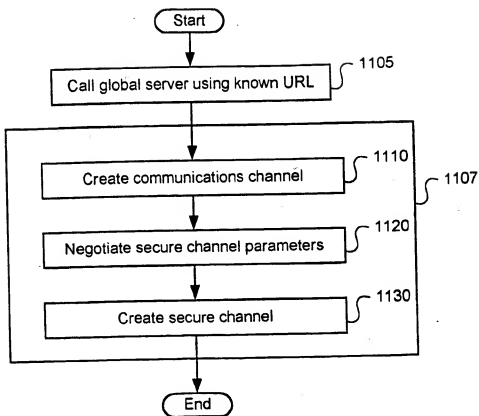 Start
Call global server using known URL
1105
Create communications channel
1110
1107
Negotiate secure channel parameters
1120
Create secure channel
1130
End